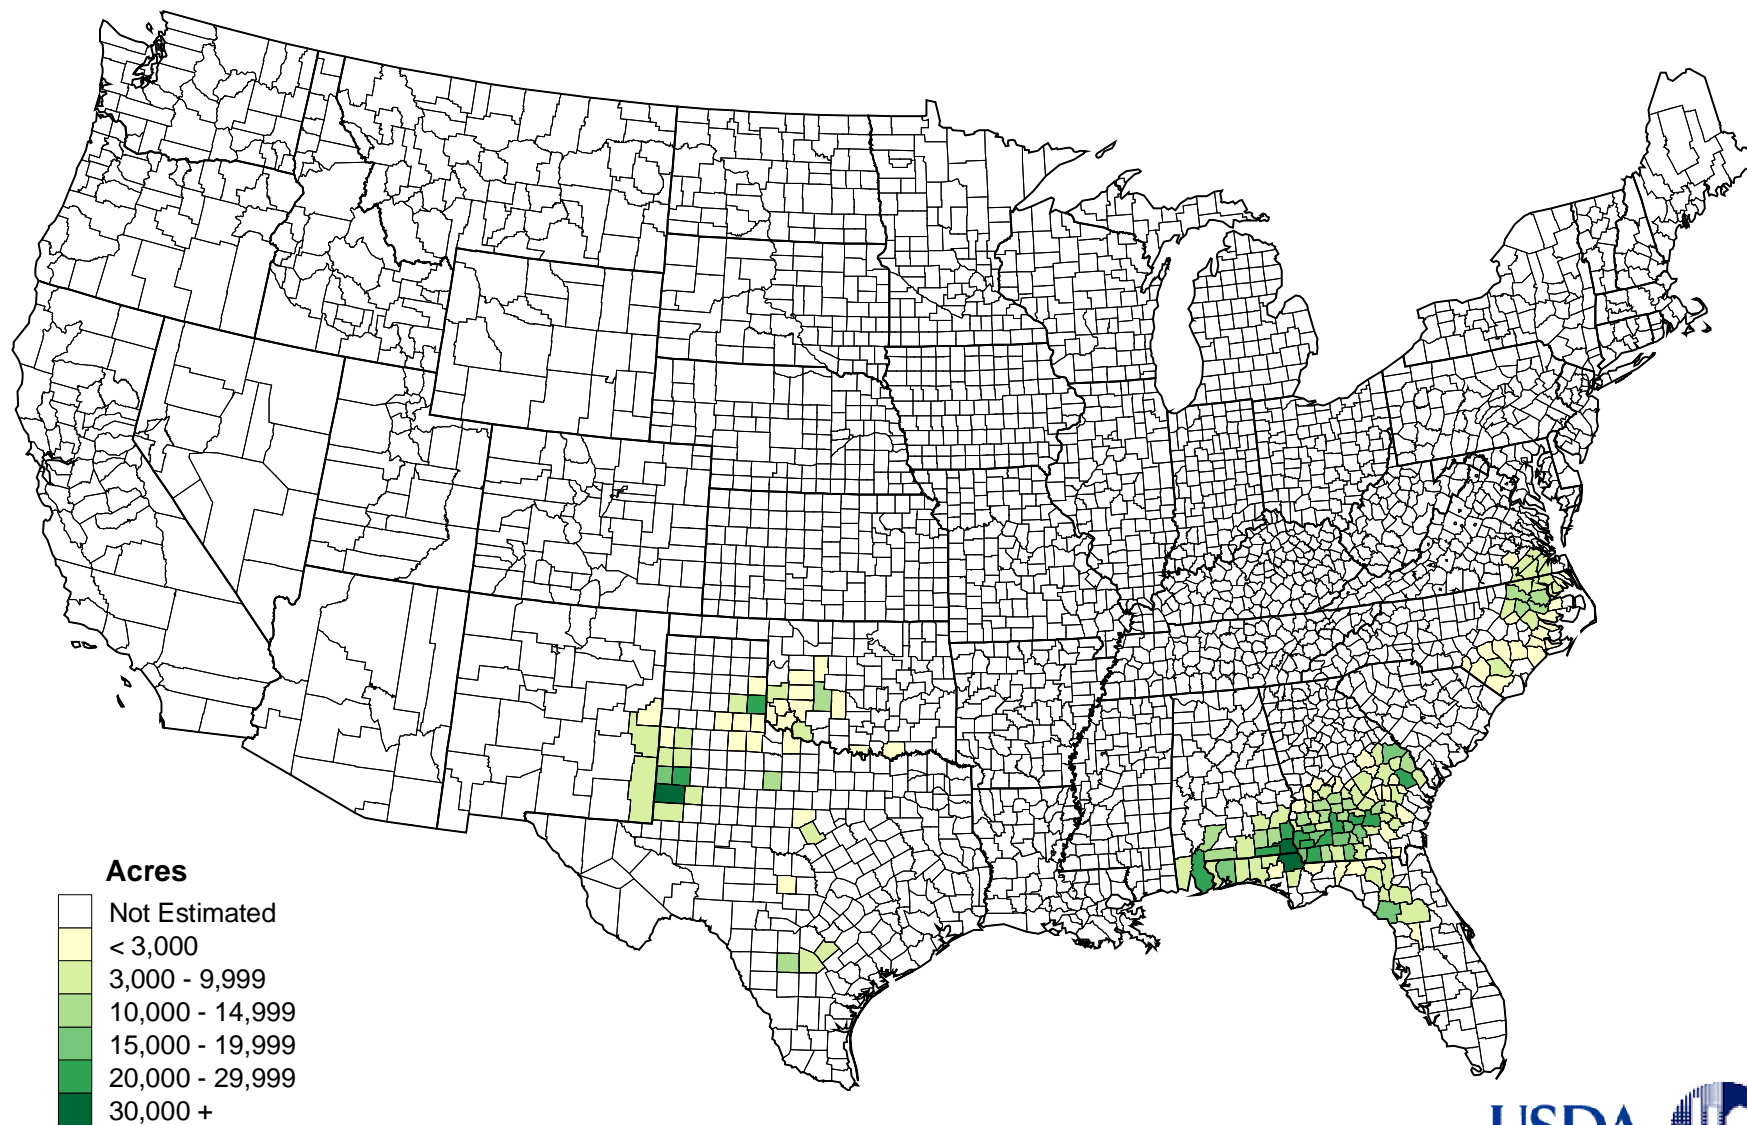 Acres
Not Estimated
< 3,000
3,000 - 9,999
10,000 - 14,999
15,000 - 19,999
20,000 - 29,999
30,000 +
USDA